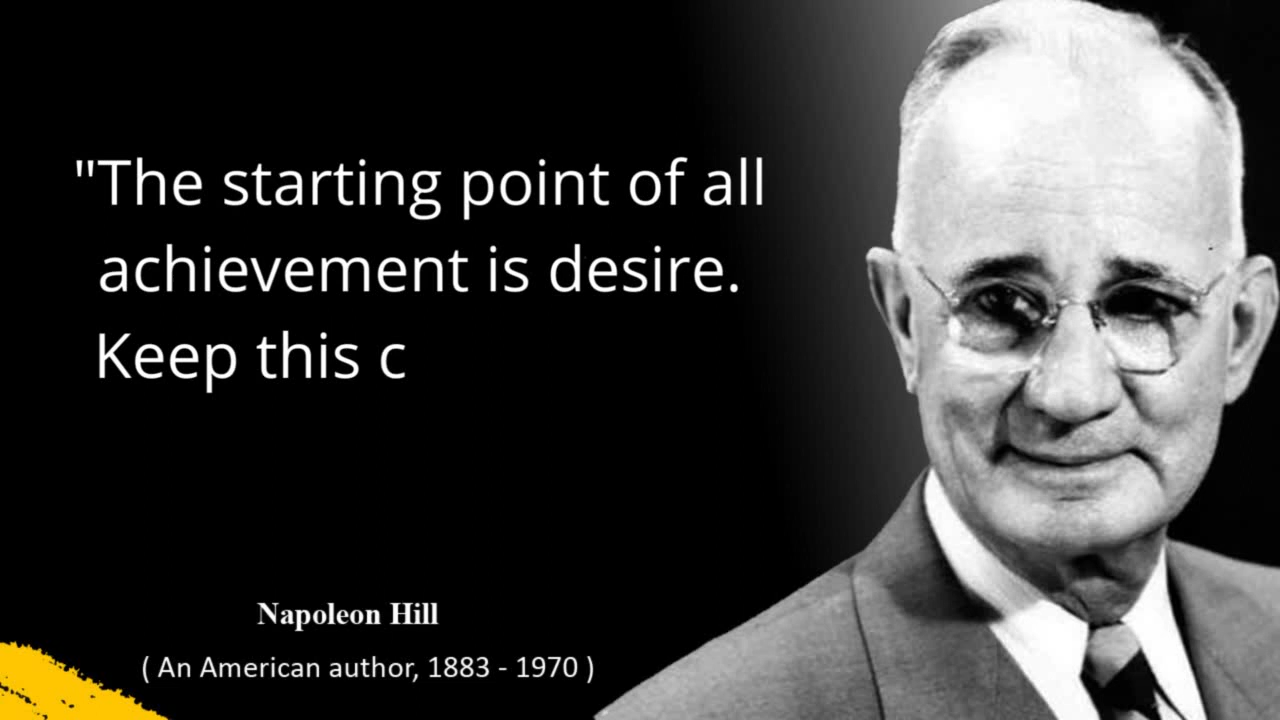 "The starting point of all
achievement is desire.
Keep this c
Napoleon Hill
( An American author, 1883 - 1970 )